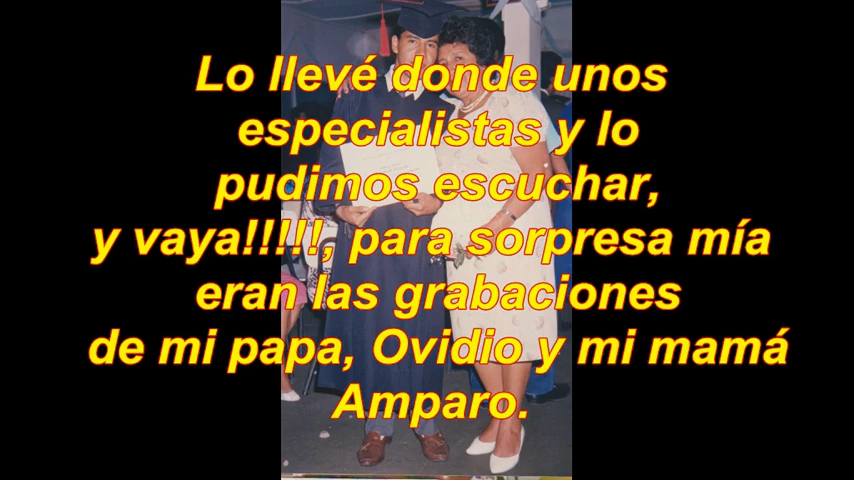 Lo llevé donde unos
especialistas y lo
pudimos escuchar,
y vaya!!!!!, para sorpresa mía
eran las grabaciones
de mi papa, Ovidio y mi mamá
Amparo.